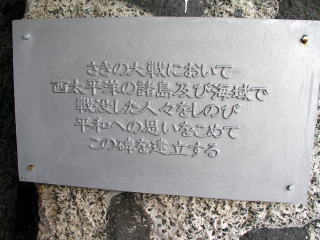 さきの大戦において
西太平洋の諸島及び海域で
戦没した人々をしのび
平和への思いをこめて
この碑を建立する